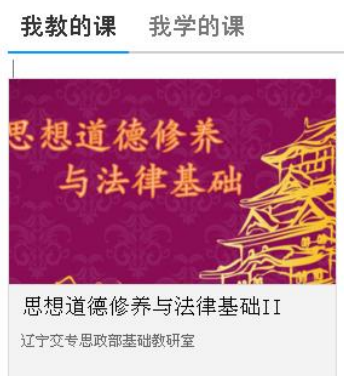 我教的课 我学的课
思想道德修养
与法律基础
思想道德修养与法律基础II
辽宁交专思政部基础教研室